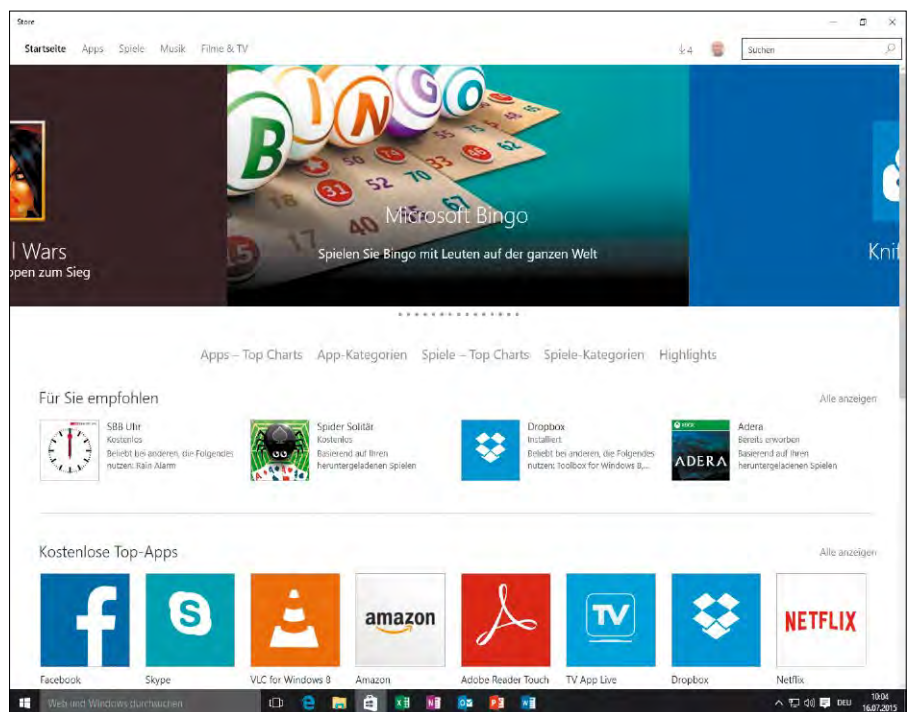 Store
Startseite Apps Spiele Musik Filme & TV
4
Suchen
BINGO
Microsoft Bingo
Spielen Sie Bingo mit Leuten auf der ganzen Welt
l Wars
ppen zum Sieg
Knif
Apps – Top Charts App-Kategorien Spiele – Top Charts Spiele-Kategorien Highlights
Für Sie empfohlen
Alle anzeigen
SBB Uhr
Kostenlos
Beliebt bei anderen, die Folgendes
nutzen: Rain Alarm
Spider Solitär
Kostenlos
Basierend auf Ihren
heruntergeladenen Spielen
Dropbox
Installiert
Beliebt bei anderen, die Folgendes
nutzen: Toolbox for Windows 8,...
XBOX
ADERA
Adera
Bereits erworben
Basierend auf Ihren
heruntergeladenen Spielen
Kostenlose Top-Apps
Alle anzeigen
amazon
TV
NETFLIX
Facebook
Skype
VLC for Windows 8
Amazon
Adobe Reader Touch
TV App Live
Dropbox
Netflix
Web und Windows durchsuchen
DEU
10:04
16.07.2015